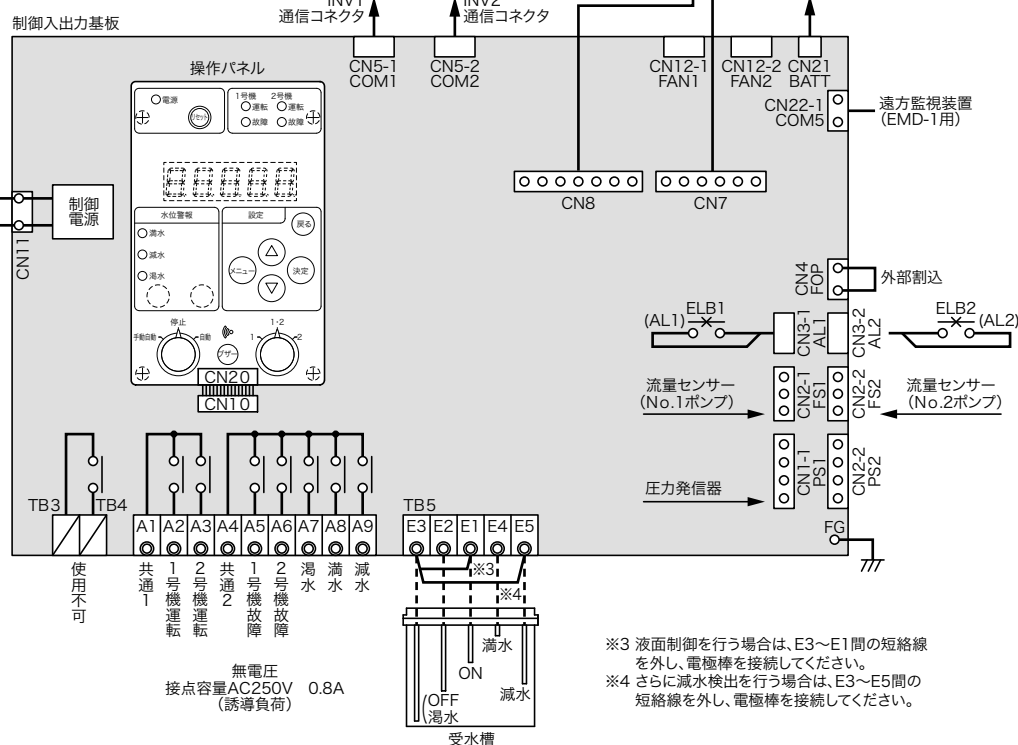 INV1
通信コネクタ
INV2
通信コネクタ
制御入出力基板
CN5-1
COM1
CN5-2
COM2
CN12-1
FAN1
CN12-2
FAN2
CN21
BATT
CN22-1
COM5
遠方監視装置
(EMD-1用)
操作パネル
電源
リセット
1号機
運転
故障
2号機
運転
故障
水位警報
満水
減水
渇水
設定
戻る
メニュー
決定
停止
手動自動
自動
ブザー
1・2
1
2
CN20
CN10
制御
電源
CN11
CN8
CN7
CN4
FOP
外部割込
(AL1)
ELB1
CN3-1
AL1
CN3-2
AL2
ELB2
(AL2)
流量センサー
(No.1ポンプ)
CN2-1
FS1
CN2-2
FS2
流量センサー
(No.2ポンプ)
圧力発信器
CN1-1
PS1
CN2-2
PS2
FG
TB3
TB4
使用不可
A1
A2
A3
A4
A5
A6
A7
A8
A9
共通1
1号機運転
2号機運転
共通2
1号機故障
2号機故障
渇水
満水
減水
無電圧
接点容量AC250V 0.8A
(誘導負荷)
TB5
E3
E2
E1
E4
E5
※3
※4
満水
ON
減水
OFF
渇水
受水槽
※3 液面制御を行う場合は、E3〜E1間の短絡線
を外し、電極棒を接続してください。
※4 さらに減水検出を行う場合は、E3〜E5間の
短絡線を外し、電極棒を接続してください。